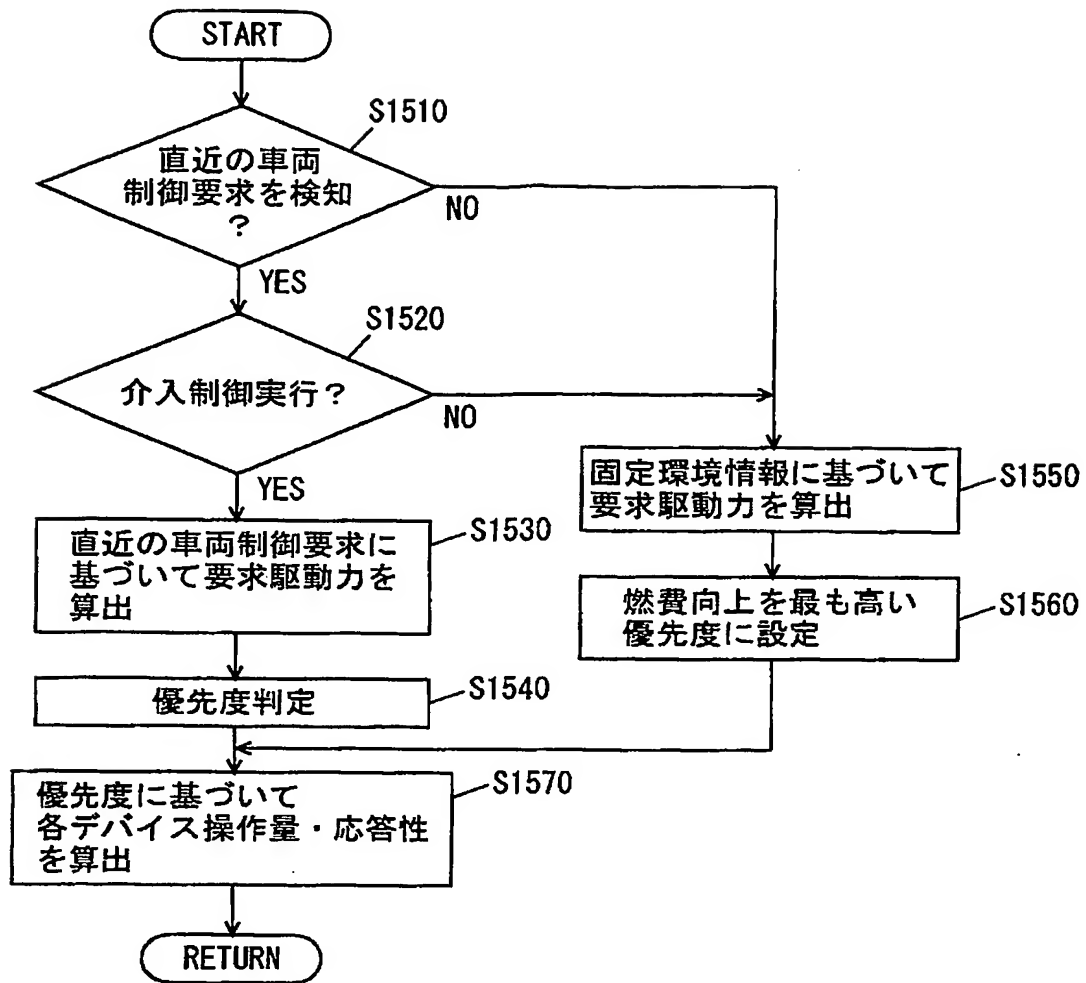 START
S1510
直近の車両
制御要求を検知
?
NO
YES
S1520
介入制御実行?
NO
YES
直近の車両制御要求に
基づいて要求駆動力を
算出
S1530
優先度判定
S1540
固定環境情報に基づいて
要求駆動力を算出
S1550
燃費向上を最も高い
優先度に設定
S1560
優先度に基づいて
各デバイス操作量・応答性
を算出
S1570
RETURN